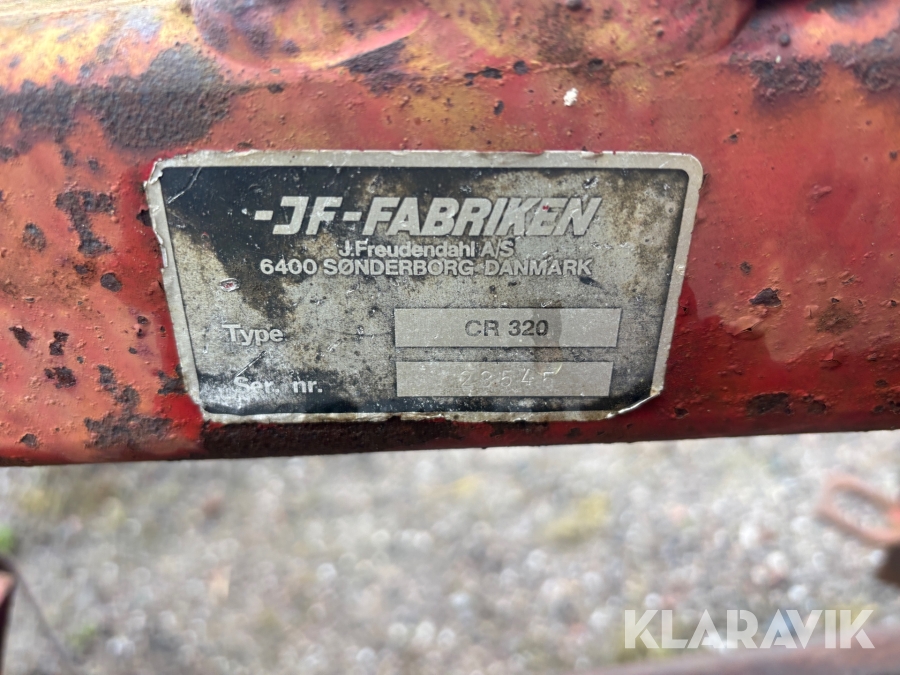 -JF-FABRIKEN
J.Freudendahl A/S
6400 SØNDERBORG DANMARK
Type CR 320
Ser. nr.
KLARAVIK